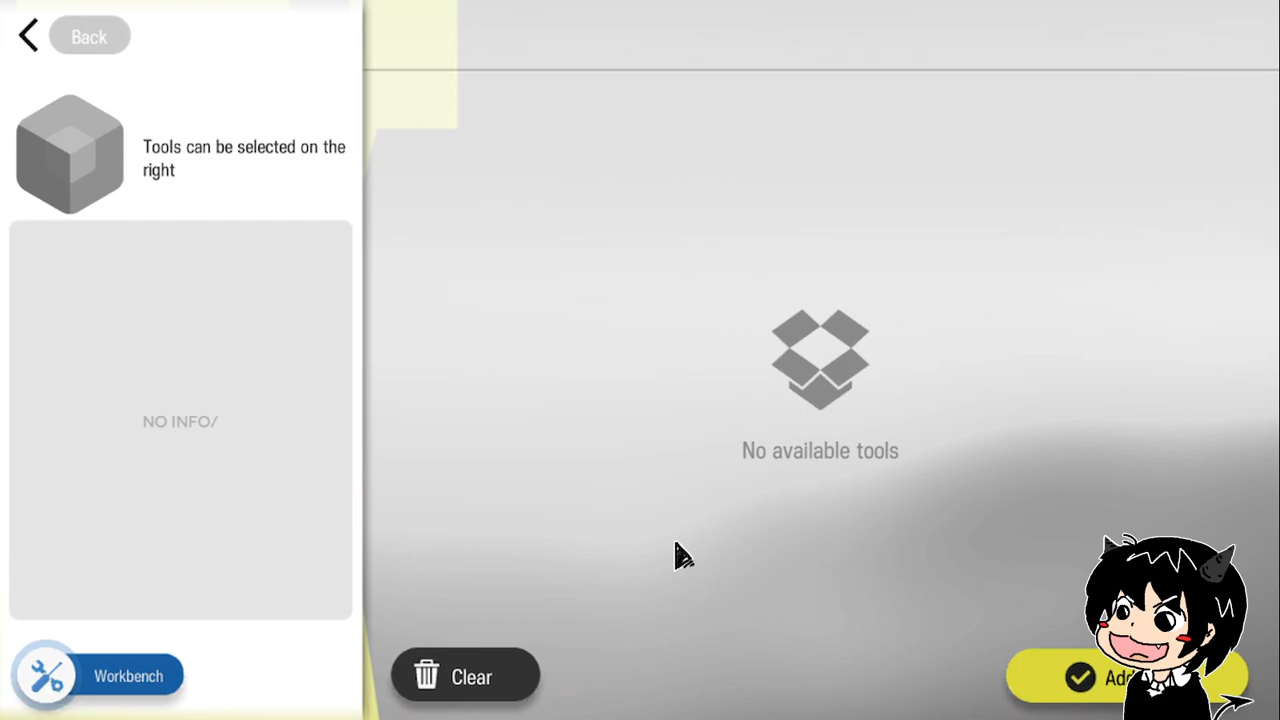 Back
Tools can be selected on the
right
NO INFO/
No available tools
Workbench
Clear